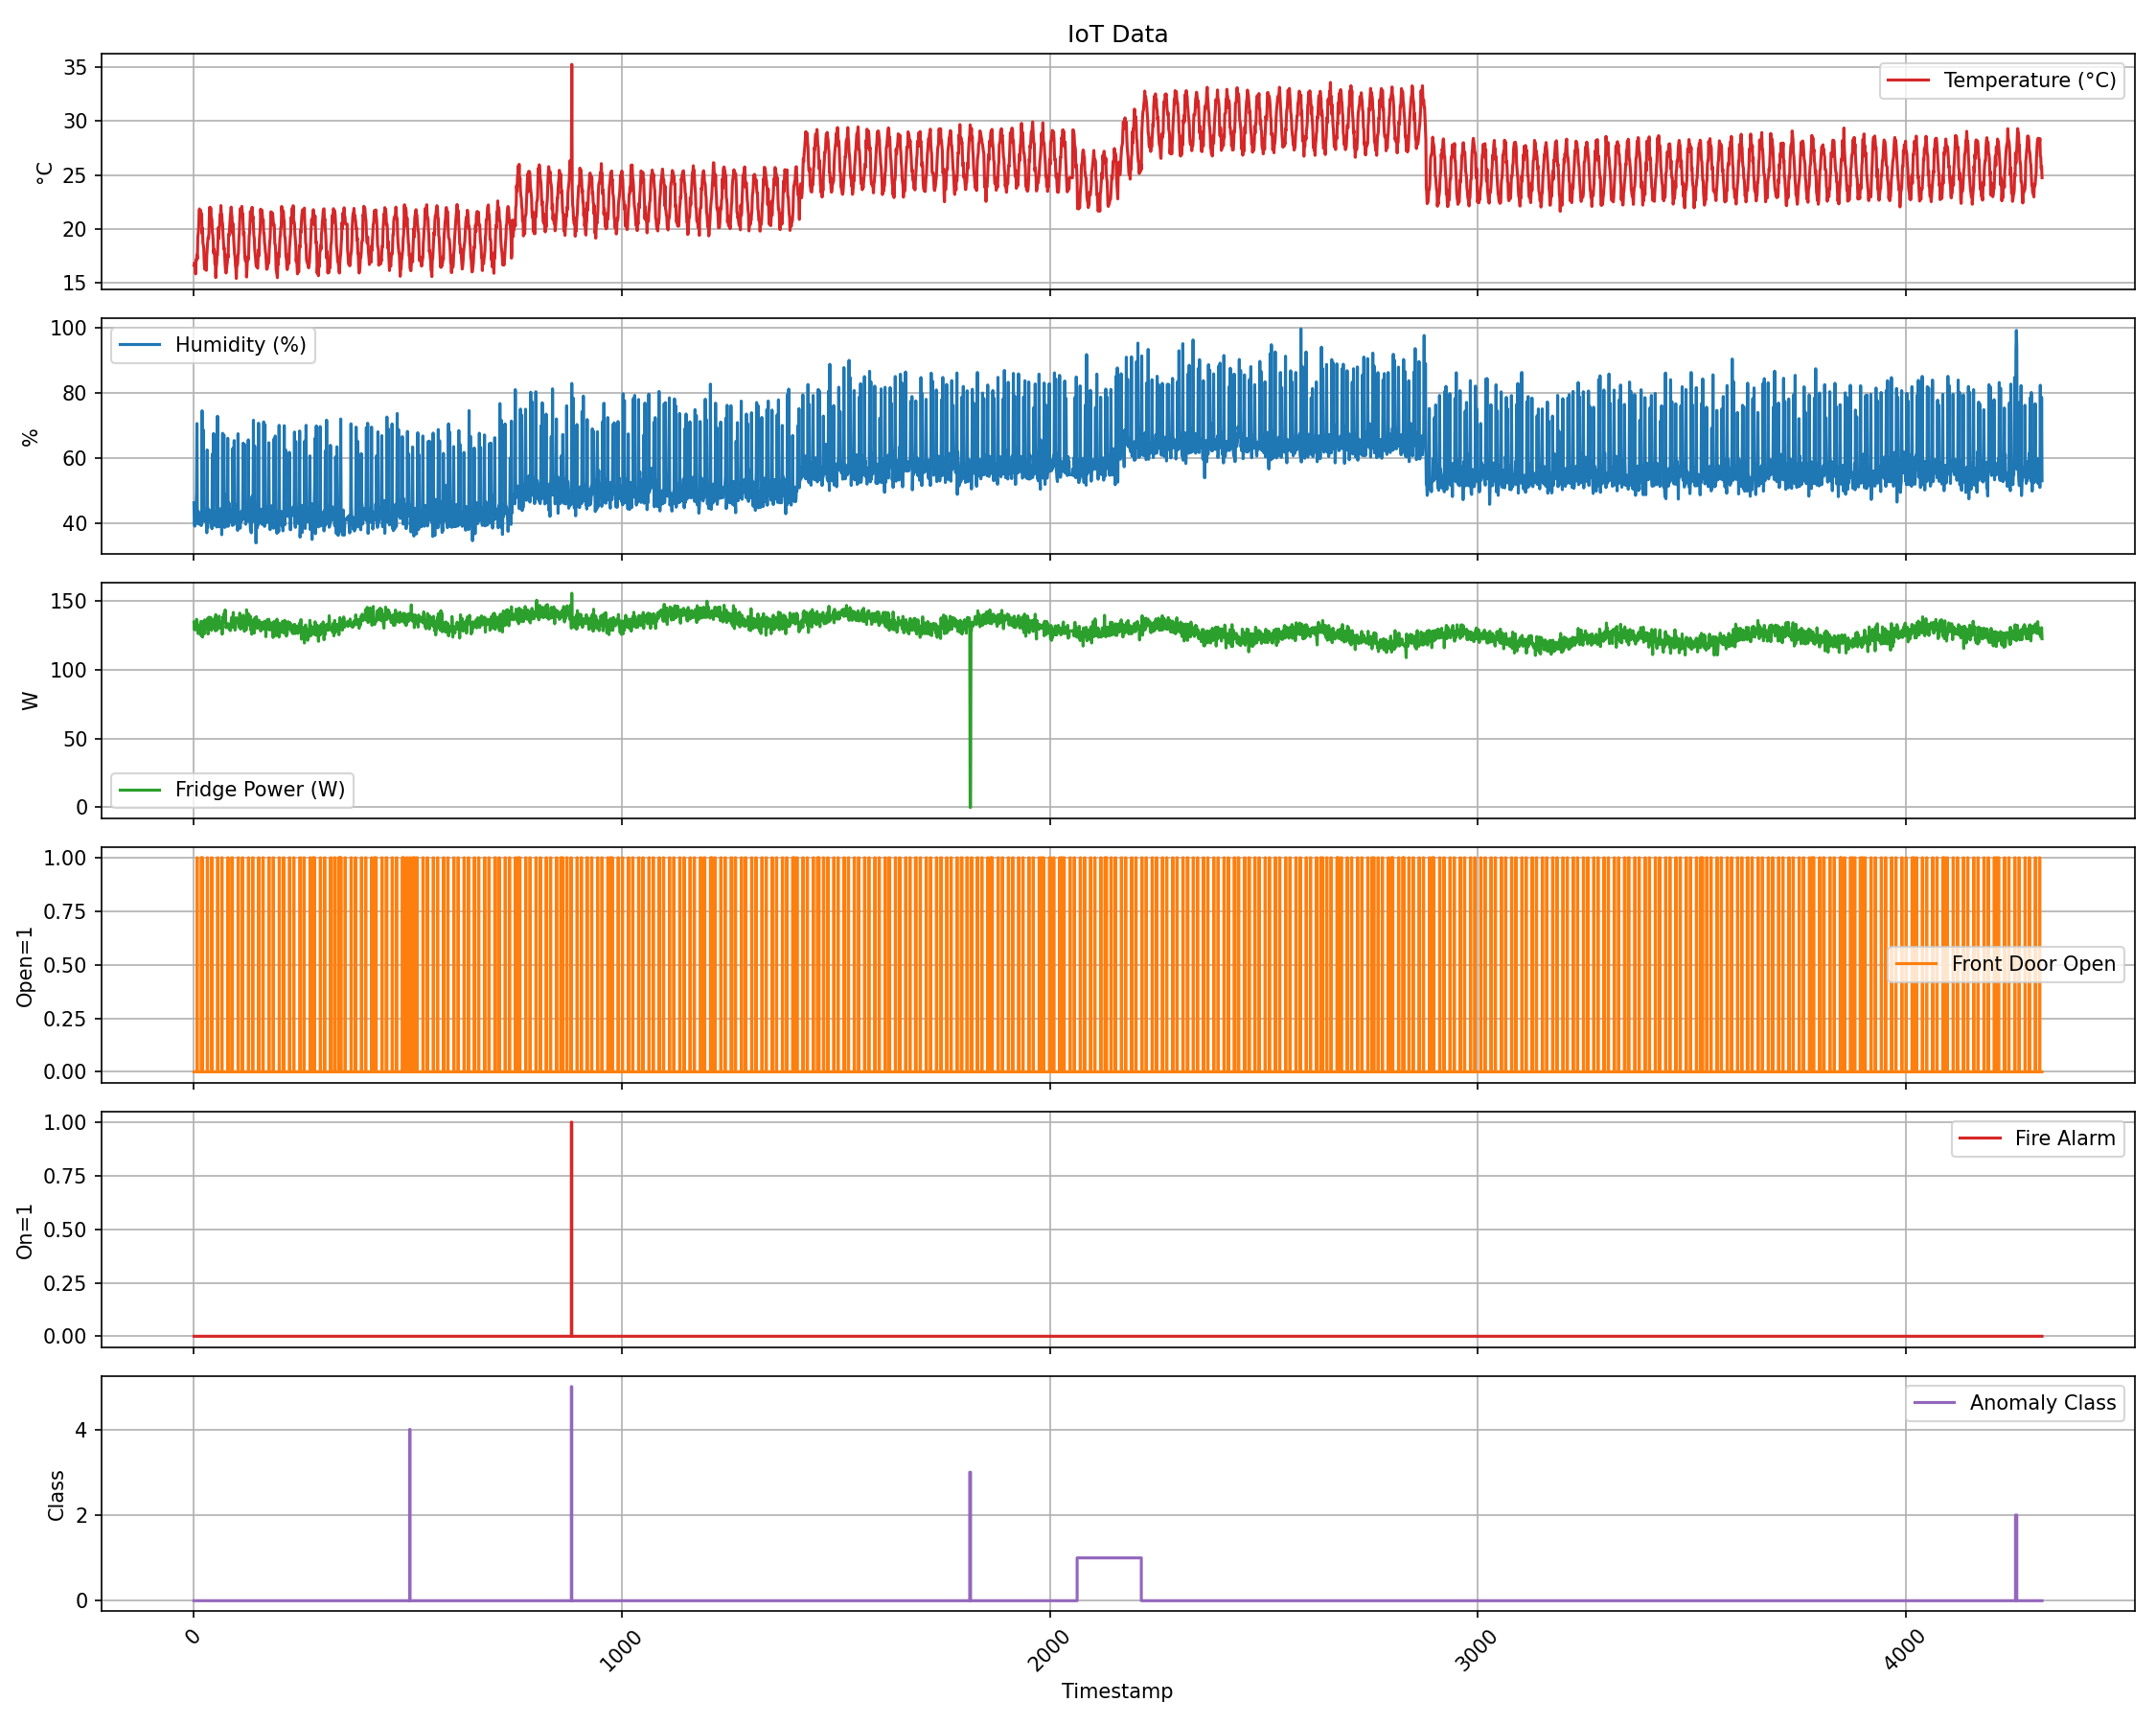 IoT Data
35
30
25
20
15
°C
Temperature (°C)
100
80
60
40
%
Humidity (%)
150
100
50
0
W
Fridge Power (W)
1.00
0.75
0.50
0.25
0.00
Open=1
Front Door Open
1.00
0.75
0.50
0.25
0.00
On=1
Fire Alarm
4
2
0
Class
Anomaly Class
0
1000
2000
3000
4000
Timestamp